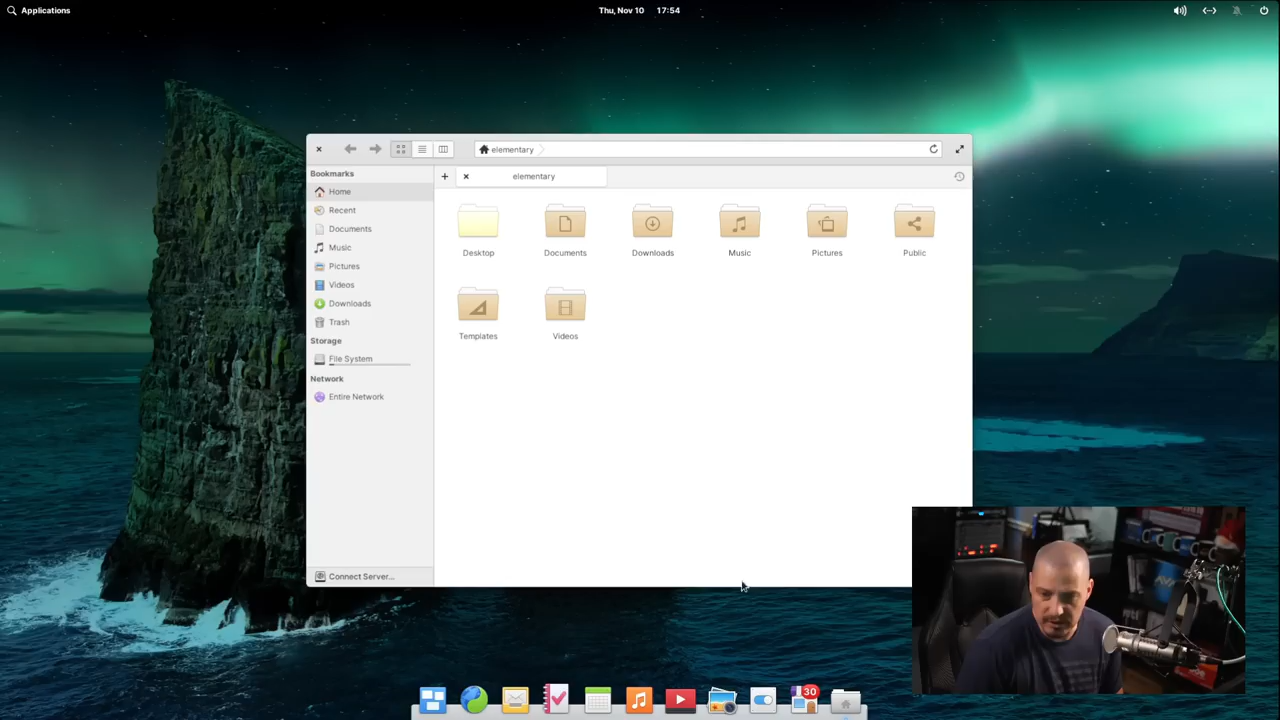 Applications
Thu, Nov 10 17:54
elementary
elementary
Bookmarks
Home
Recent
Documents
Music
Pictures
Videos
Downloads
Trash
Storage
File System
Network
Entire Network
Connect Server...
Desktop
Documents
Downloads
Music
Pictures
Public
Templates
Videos
30